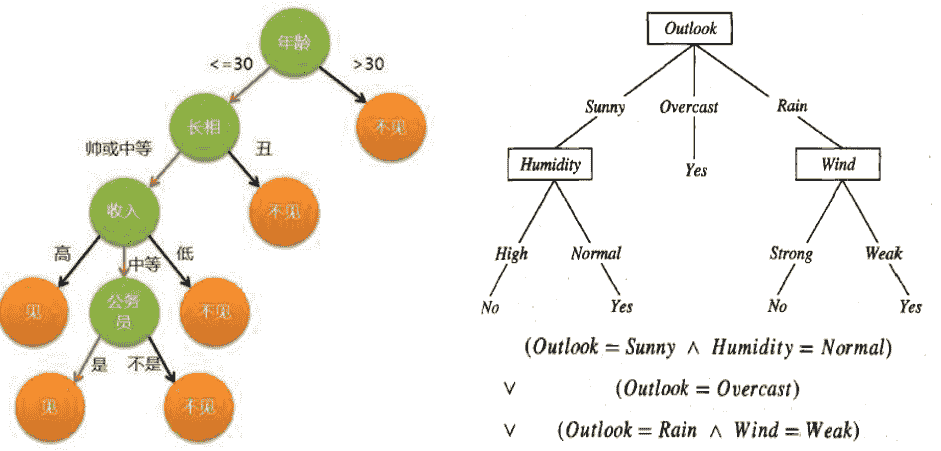 年龄
<=30
>30
长相
不见
帅或中等
丑
收入
不见
高
中等
低
见
公务
员
不见
是
不是
见
不见
Outlook
Sunny
Overcast
Rain
Humidity
Yes
Wind
High
Normal
Strong
Weak
No
Yes
No
Yes
(Outlook = Sunny ∧ Humidity = Normal)
∨ (Outlook = Overcast)
∨ (Outlook = Rain ∧ Wind = Weak)